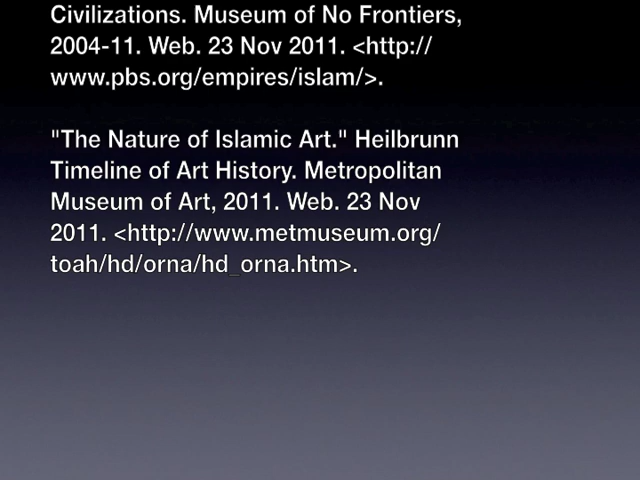 Civilizations. Museum of No Frontiers,
2004-11. Web. 23 Nov 2011. <http://
www.pbs.org/empires/islam/>.
"The Nature of Islamic Art." Heilbrunn
Timeline of Art History. Metropolitan
Museum of Art, 2011. Web. 23 Nov
2011. <http://www.metmuseum.org/
toah/hd/orna/hd_orna.htm>.